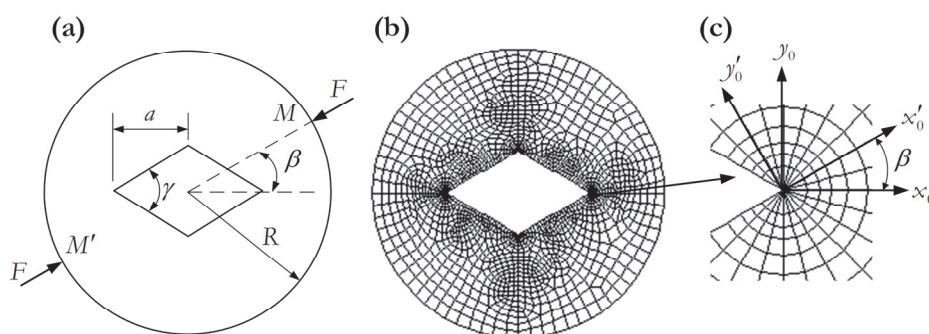 (a)
a
γ
M
F
β
R
M′
F
(b)
(c)
y₀
y′₀
x′₀
β
x₀